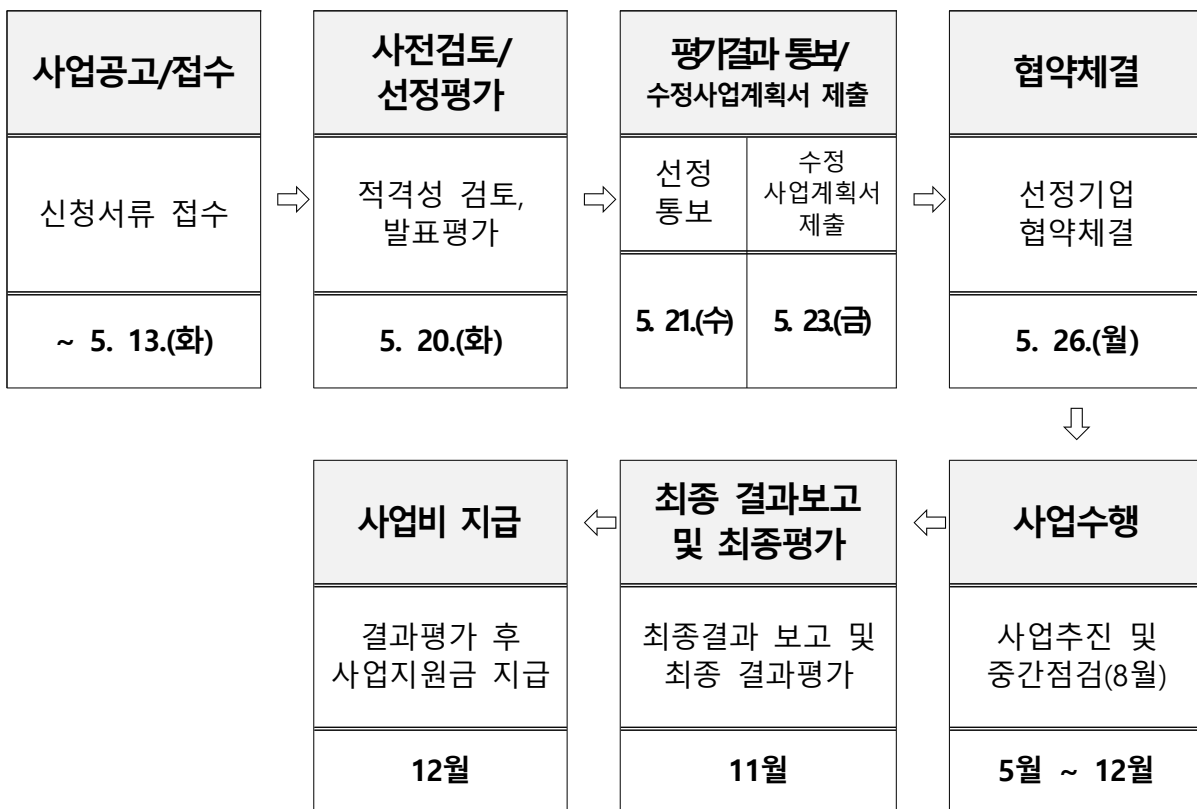 사업공고/접수
신청서류 접수
~ 5. 13.(화)
사전검토/
선정평가
적격성 검토,
발표평가
5. 20.(화)
평가결과 통보/
수정사업계획서 제출
선정
통보
5. 21.(수)
수정
사업계획서
제출
5. 23.(금)
협약체결
선정기업
협약체결
5. 26.(월)
사업수행
사업추진 및
중간점검(8월)
5월 ~ 12월
최종 결과보고
및 최종평가
최종결과 보고 및
최종 결과평가
11월
사업비 지급
결과평가 후
사업지원금 지급
12월